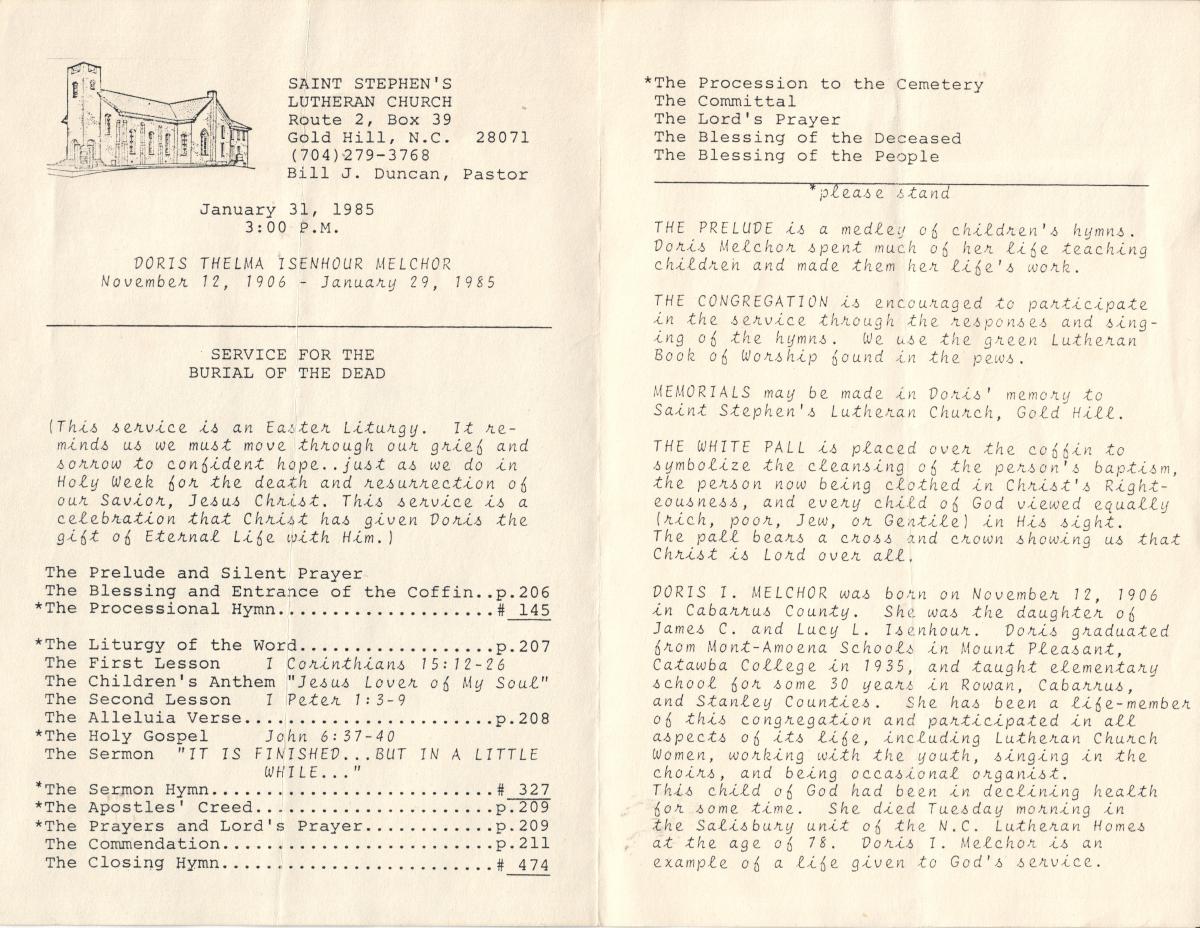 SAINT STEPHEN'S
LUTHERAN CHURCH
Route 2, Box 39
Gold Hill, N.C.  28071
(704)279-3768
Bill J. Duncan, Pastor
January 31, 1985
3:00 P.M.
DORIS THELMA ISENHOUR MELCHOR
November 12, 1906 - January 29, 1985
SERVICE FOR THE
BURIAL OF THE DEAD
(This service is an Easter Liturgy.  It re-
minds us we must move through our grief and
sorrow to confident hope..just as we do in
Holy Week for the death and resurrection of
our Savior, Jesus Christ. This service is a
celebration that Christ has given Doris the
gift of Eternal Life with Him.)
The Prelude and Silent Prayer
The Blessing and Entrance of the Coffin..p.206
*The Processional Hymn....................# 145
*The Liturgy of the Word..................p.207
The First Lesson    I Corinthians 15:12-26
The Children's Anthem "Jesus Lover of My Soul"
The Second Lesson   I Peter 1:3-9
The Alleluia Verse.......................p.208
*The Holy Gospel     John 6:37-40
The Sermon  "IT IS FINISHED...BUT IN A LITTLE
WHILE..."
*The Sermon Hymn..........................# 327
*The Apostles' Creed......................p.209
*The Prayers and Lord's Prayer............p.209
The Commendation.........................p.211
The Closing Hymn.........................# 474
*The Procession to the Cemetery
The Committal
The Lord's Prayer
The Blessing of the Deceased
The Blessing of the People
*please stand
THE PRELUDE is a medley of children's hymns.
Doris Melchor spent much of her life teaching
children and made them her life's work.
THE CONGREGATION is encouraged to participate
in the service through the responses and sing-
ing of the hymns.  We use the green Lutheran
Book of Worship found in the pews.
MEMORIALS may be made in Doris' memory to
Saint Stephen's Lutheran Church, Gold Hill.
THE WHITE PALL is placed over the coffin to
symbolize the cleansing of the person's baptism,
the person now being clothed in Christ's Right-
eousness, and every child of God viewed equally
(rich, poor, Jew, or Gentile) in His sight.
The pall bears a cross and crown showing us that
Christ is Lord over all.
DORIS I. MELCHOR was born on November 12, 1906
in Cabarrus County.  She was the daughter of
James C. and Lucy L. Isenhour.  Doris graduated
from Mont-Amoena Schools in Mount Pleasant,
Catawba College in 1935, and taught elementary
school for some 30 years in Rowan, Cabarrus,
and Stanley Counties.  She has been a life-member
of this congregation and participated in all
aspects of its life, including Lutheran Church
Women, working with the youth, singing in the
choirs, and being occasional organist.
This child of God had been in declining health
for some time.  She died Tuesday morning in
the Salisbury unit of the N.C. Lutheran Homes
at the age of 78.  Doris I. Melchor is an
example of a life given to God's service.